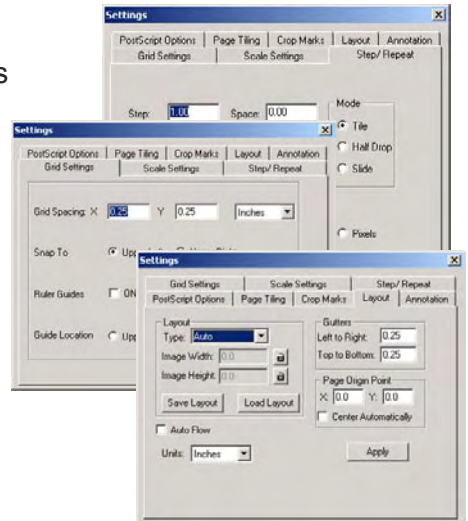 Settings
PostScript Options Page Tiling Crop Marks Layout Annotation
Grid Settings Scale Settings Step/Repeat
s
Step: 1.00 Space: 0.00
Mode
Tile
Half Drop
Slide
Pixels
Settings
PostScript Options Page Tiling Crop Marks Layout Annotation
Grid Settings Scale Settings Step/Repeat
Grid Spacing: X 0.25 Y 0.25 Inches
Snap To
Ruler Guides ON
Guide Location
Settings
Grid Settings Scale Settings Step/Repeat
PostScript Options Page Tiling Crop Marks Layout Annotation
Layout
Type: Auto
Image Width: 0.0
Image Height: 0.0
Save Layout Load Layout
Auto Flow
Units: Inches
Gutters
Left to Right: 0.25
Top to Bottom: 0.25
Page Origin Point
X: 0.0 Y: 0.0
Center Automatically
Apply